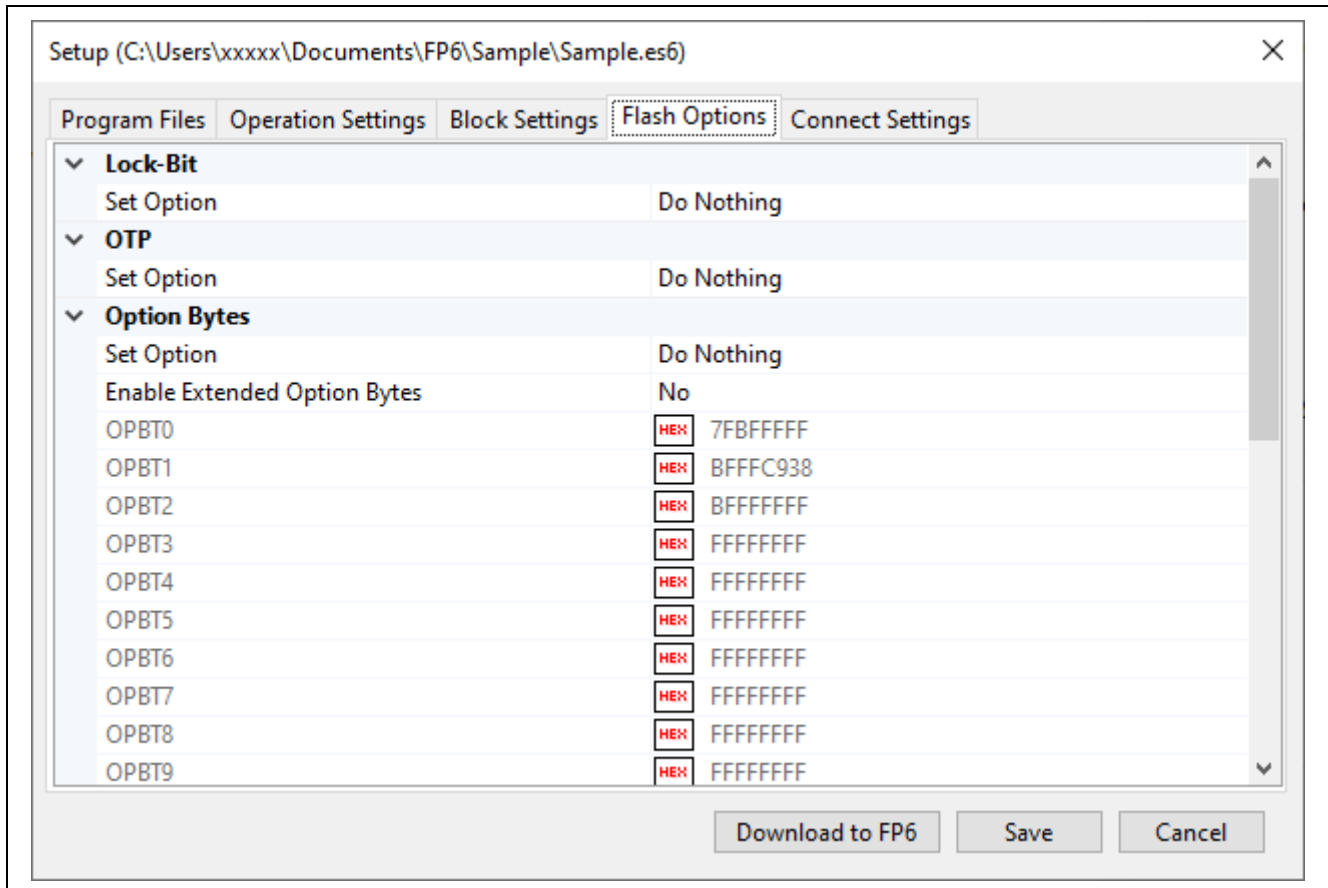 Setup (C:\Users\xxxxx\Documents\FP6\Sample\Sample.es6)
Program Files Operation Settings Block Settings Flash Options Connect Settings
Lock-Bit
Set Option Do Nothing
OTP
Set Option Do Nothing
Option Bytes
Set Option Do Nothing
Enable Extended Option Bytes No
OPBT0 HEX 7FBFFFFF
OPBT1 HEX BFFFC938
OPBT2 HEX BFFFFFFF
OPBT3 HEX FFFFFFFF
OPBT4 HEX FFFFFFFF
OPBT5 HEX FFFFFFFF
OPBT6 HEX FFFFFFFF
OPBT7 HEX FFFFFFFF
OPBT8 HEX FFFFFFFF
OPBT9 HEX FFFFFFFF
Download to FP6 Save Cancel